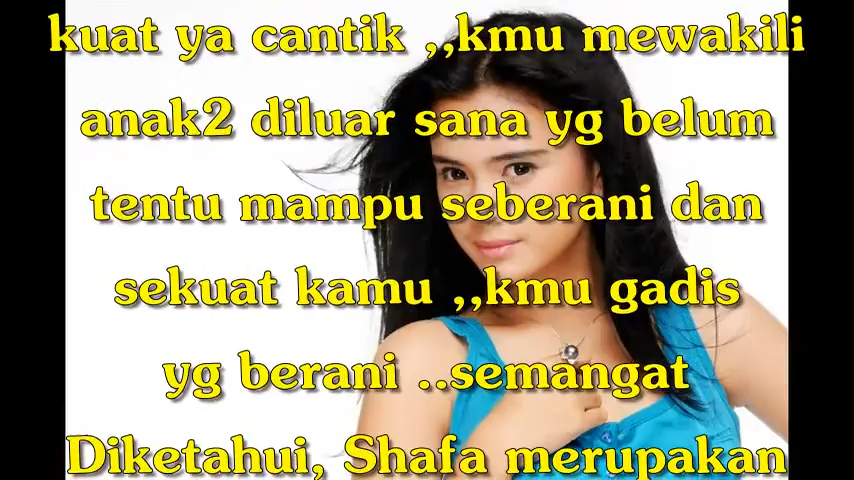 kuat ya cantik ,,kmu mewakili
anak2 diluar sana yg belum
tentu mampu seberani dan
sekuat kamu ,,kmu gadis
yg berani ..semangat
Diketahui, Shafa merupakan